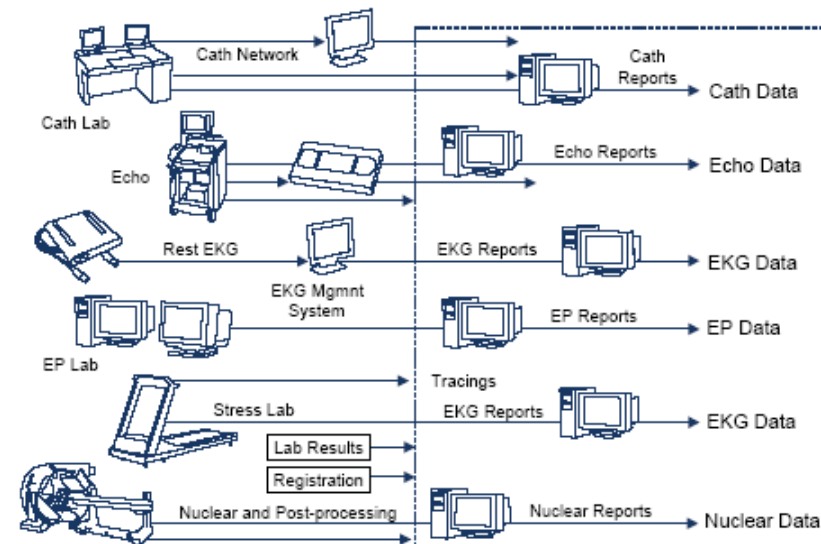 Cath Network
Cath
Reports
Cath Data
Cath Lab
Echo
Echo Reports
Echo Data
Rest EKG
EKG Reports
EKG Data
EKG Mgmnt
System
EP Reports
EP Data
EP Lab
Tracings
Stress Lab
EKG Reports
EKG Data
Lab Results
Registration
Nuclear and Post-processing
Nuclear Reports
Nuclear Data